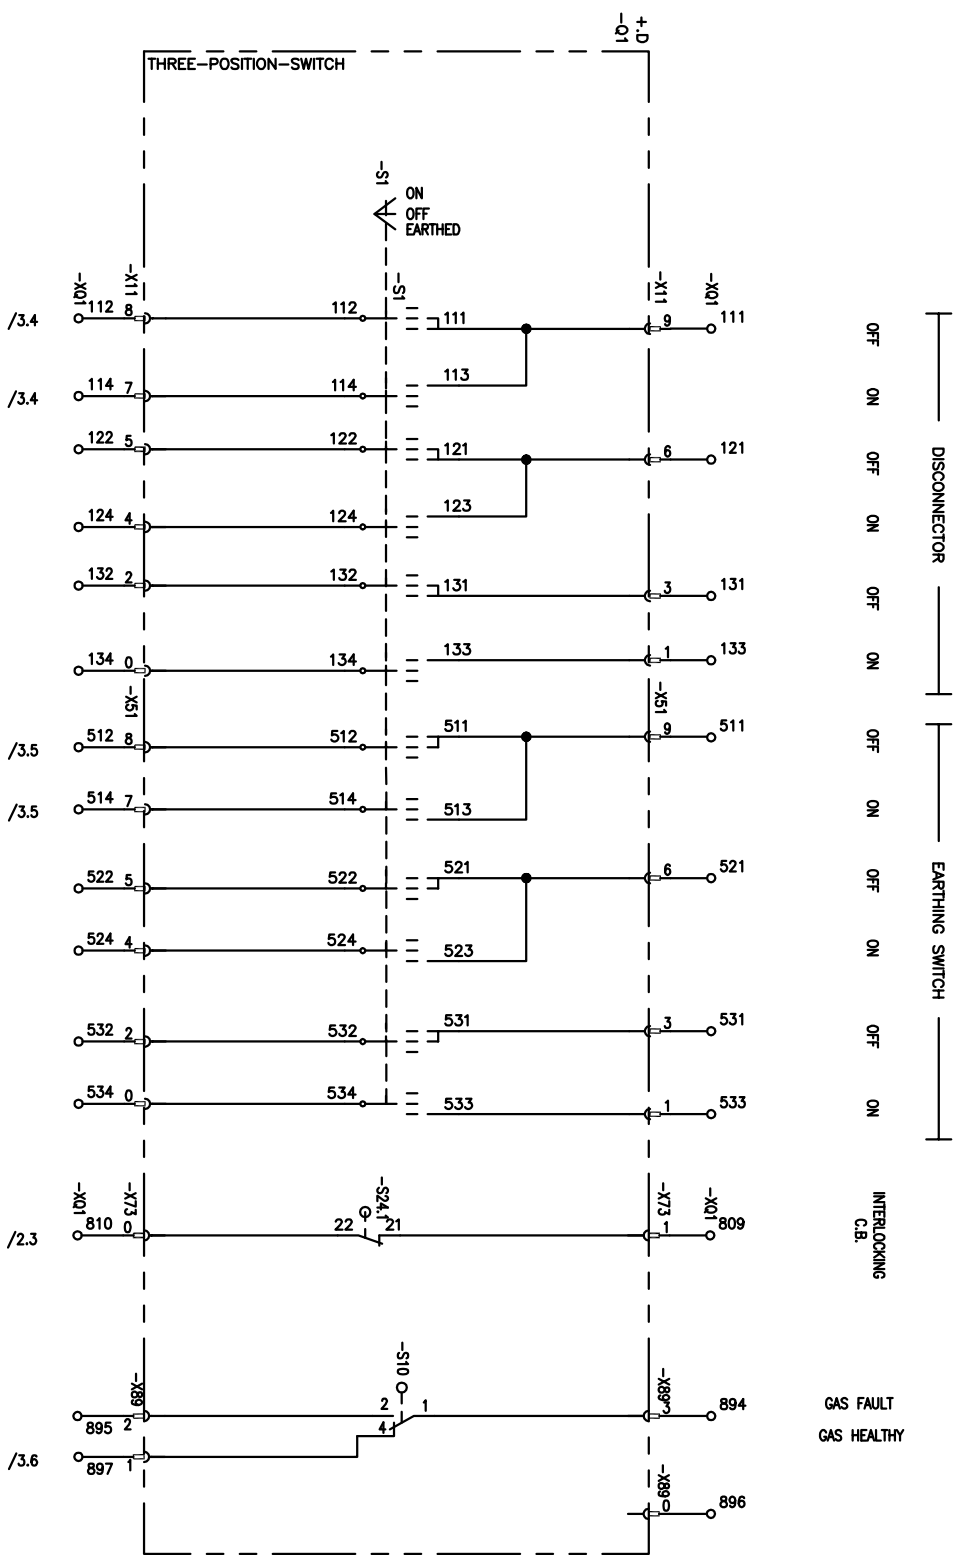 +.D
-Q1
THREE-POSITION-SWITCH
-S1
ON
OFF
EARTHED
-XQ1
-X11
-S1
-X11
-XQ1
/3.4
112 8
112
111
9
111
OFF
/3.4
114 7
114
113
ON
122 5
122
121
6
121
OFF
124 4
124
123
ON
DISCONNECTOR
132 2
132
131
3
131
OFF
134 0
134
133
1
133
ON
-X51
-X51
/3.5
512 8
512
511
9
511
OFF
/3.5
514 7
514
513
ON
522 5
522
521
6
521
OFF
524 4
524
523
ON
EARTHING SWITCH
532 2
532
531
3
531
OFF
534 0
534
533
1
533
ON
-XQ1
-X73
-S24.1
-X73
-XQ1
/2.3
810 0
22
21
1
809
INTERLOCKING
C.B.
-X89
-S10
-X89
895 2
2
4
1
3
894
GAS FAULT
/3.6
897 1
GAS HEALTHY
-X89
0
896